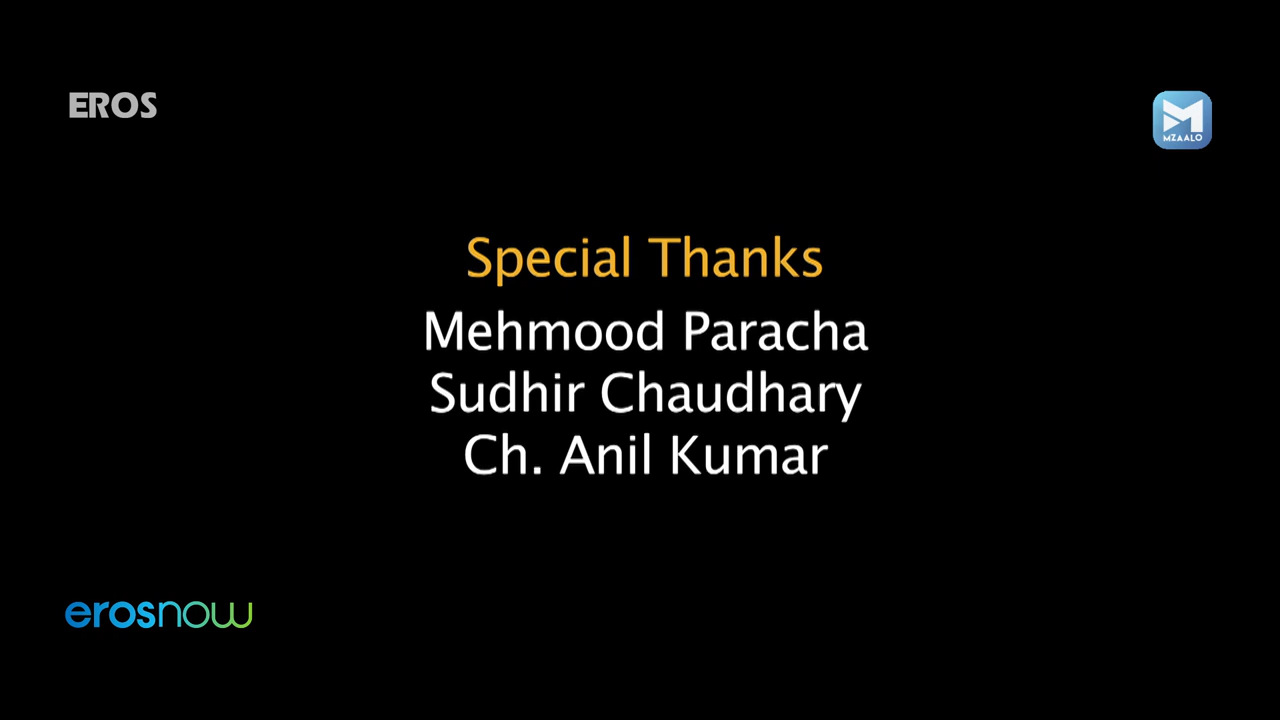 EROS
MZAALO
Special Thanks
Mehmood Paracha
Sudhir Chaudhary
Ch. Anil Kumar
erosnow